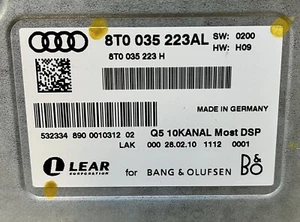 8T0 035 223AL SW: 0200
8T0 035 223 H HW: H09
MADE IN GERMANY
532334 890 0010312 02 Q5 10KANAL Most DSP
LAK 000 28.02.10 1112 0001
LEAR for BANG & OLUFSEN B&O
CORPORATION